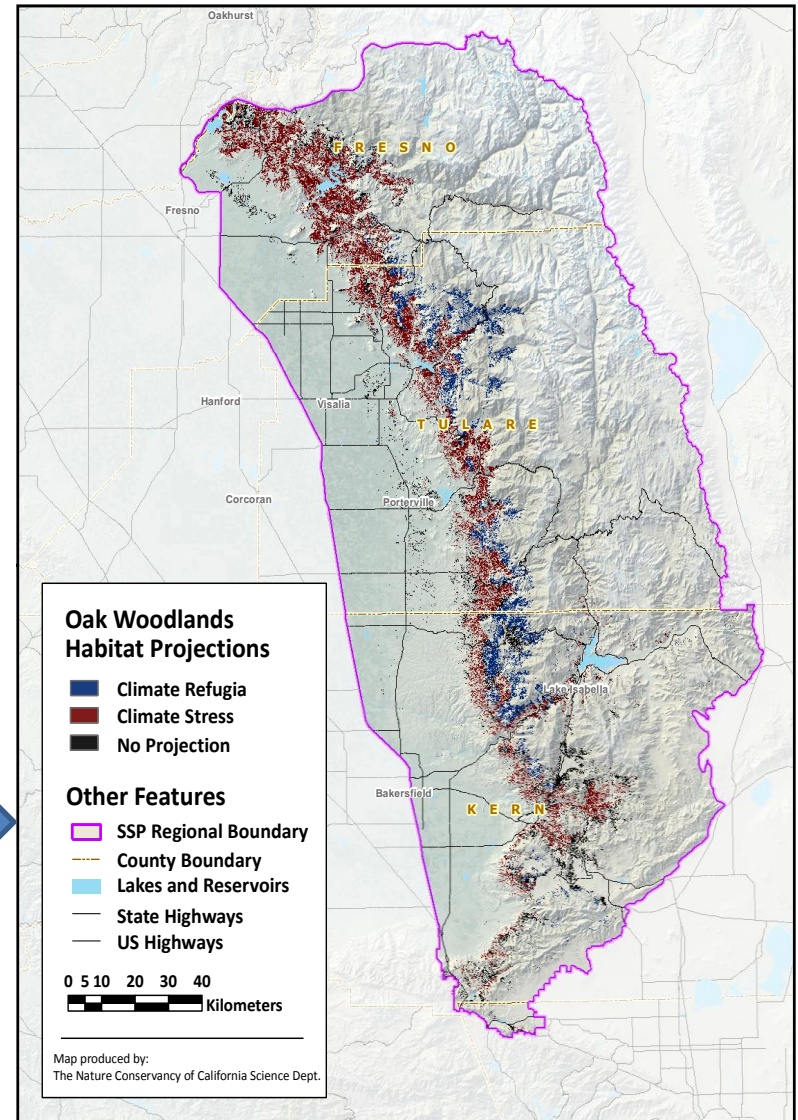 Oakhurst
F R E S N O
Fresno
Hanford
Visalia
T U L A R E
Corcoran
Porterville
Lake Isabella
Bakersfield
K E R N
Oak Woodlands
Habitat Projections
Climate Refugia
Climate Stress
No Projection
Other Features
SSP Regional Boundary
County Boundary
Lakes and Reservoirs
State Highways
US Highways
0 5 10 20 30 40
Kilometers
Map produced by:
The Nature Conservancy of California Science Dept.